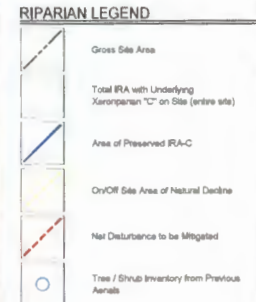 RIPARIAN LEGEND
Gross Site Area
Total IRA with Underlying
Xeroriparian "C" on Site (entire site)
Area of Preserved IRA-C
On/Off Site Area of Natural Decline
Net Disturbance to be Mitigated
Tree / Shrub Inventory from Previous
Aerials